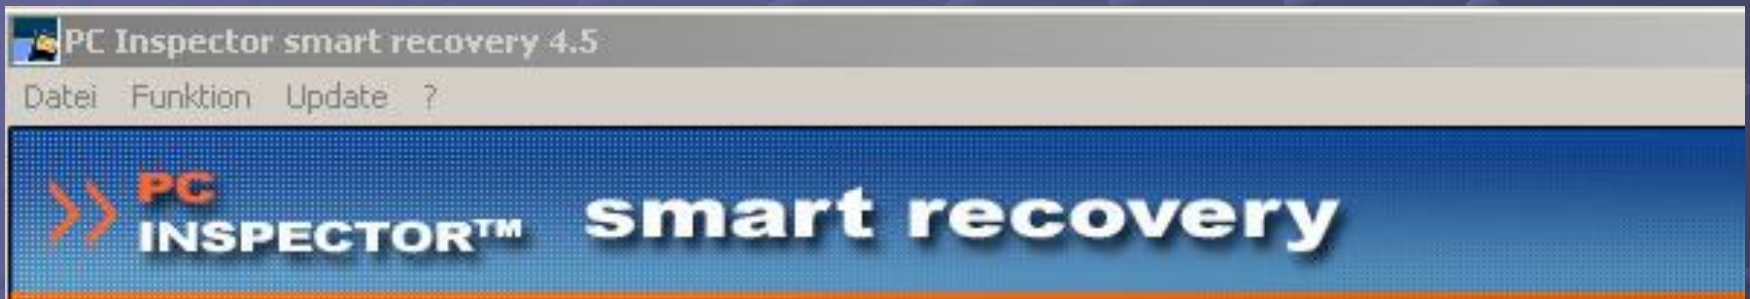 PC Inspector smart recovery 4.5
Datei Funktion Update ?
PC
INSPECTOR™ smart recovery